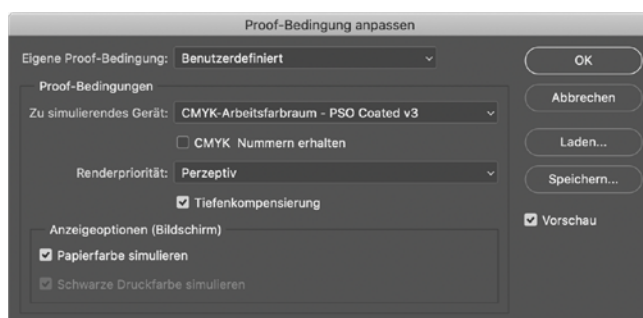 Proof-Bedingung anpassen
Eigene Proof-Bedingung: Benutzerdefiniert
OK
Proof-Bedingungen
Abbrechen
Zu simulierendes Gerät: CMYK-Arbeitsfarbraum - PSO Coated v3
CMYK Nummern erhalten
Laden...
Renderpriorität: Perzeptiv
Speichern...
Tiefenkompensierung
Vorschau
Anzeigeoptionen (Bildschirm)
Papierfarbe simulieren
Schwarze Druckfarbe simulieren